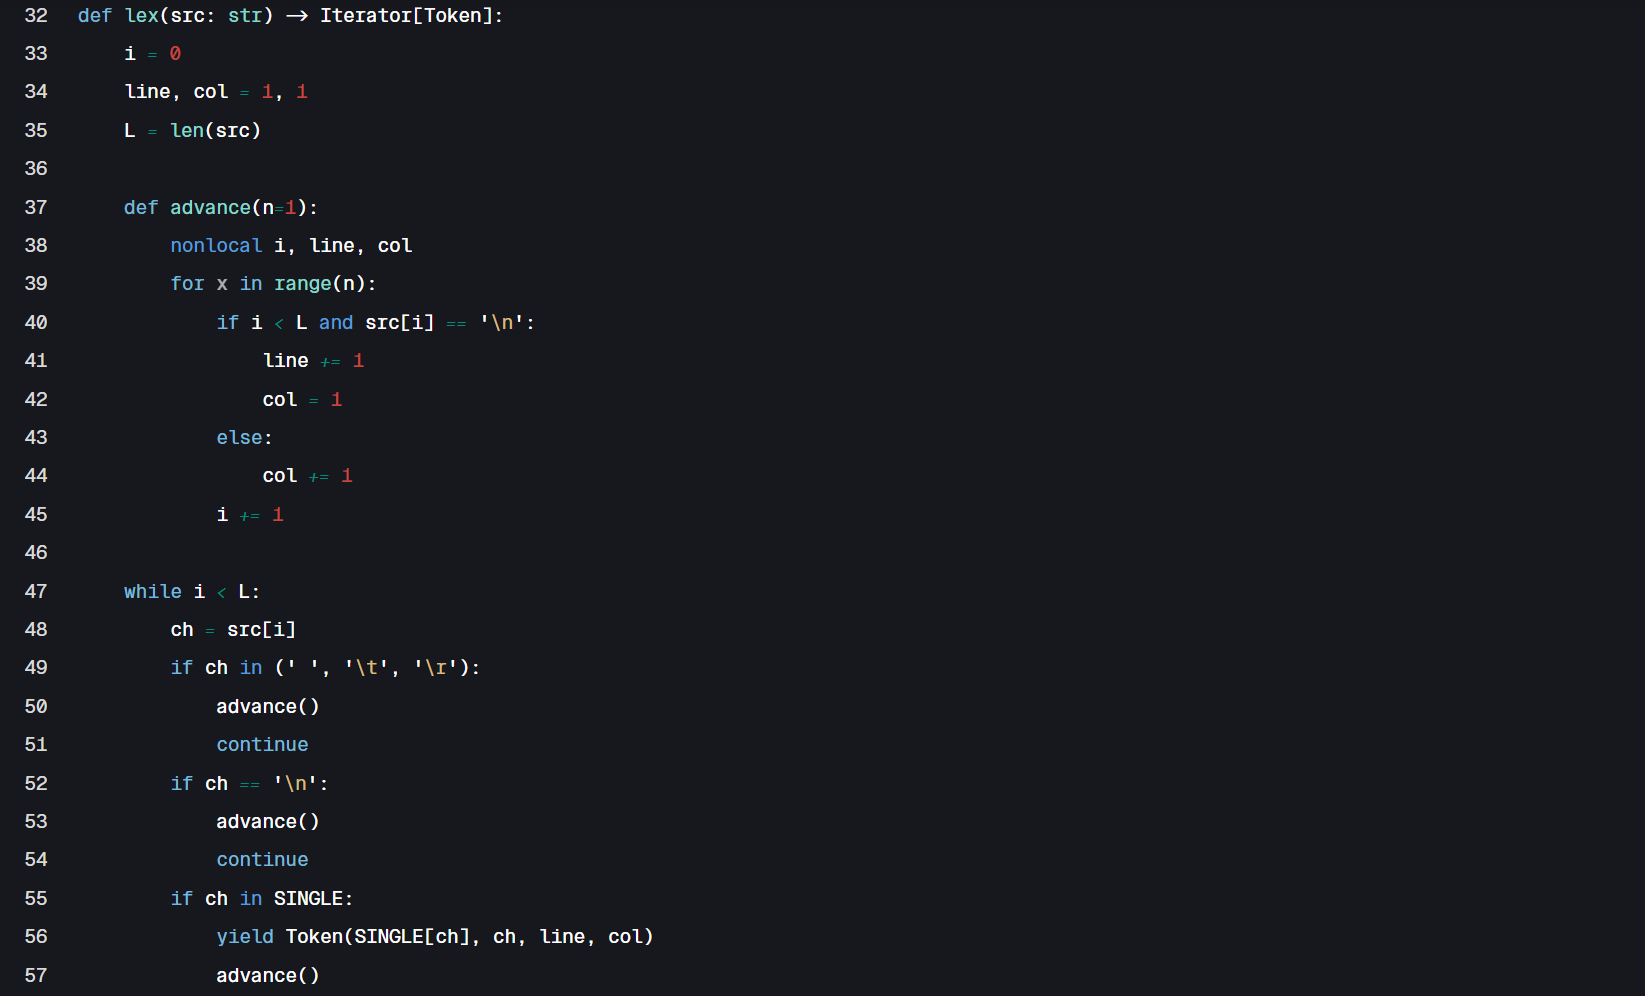 32 def lex(src: str) -> Iterator[Token]:
33     i = 0
34     line, col = 1, 1
35     L = len(src)
36
37     def advance(n=1):
38         nonlocal i, line, col
39         for x in range(n):
40             if i < L and src[i] == '\n':
41                 line += 1
42                 col = 1
43             else:
44                 col += 1
45             i += 1
46
47     while i < L:
48         ch = src[i]
49         if ch in (' ', '\t', '\r'):
50             advance()
51             continue
52         if ch == '\n':
53             advance()
54             continue
55         if ch in SINGLE:
56             yield Token(SINGLE[ch], ch, line, col)
57             advance()